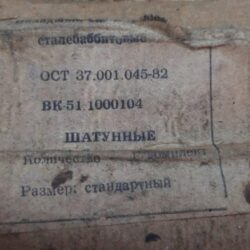 сталебаббитовые
ОСТ 37.001.045-82
ВК-51 1000104
ШАТУННЫЕ
Количество
Размер: стандартный